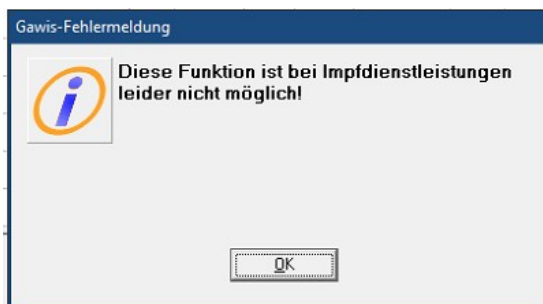 Gawis-Fehlermeldung
Diese Funktion ist bei Impfdienstleistungen
leider nicht möglich!
OK